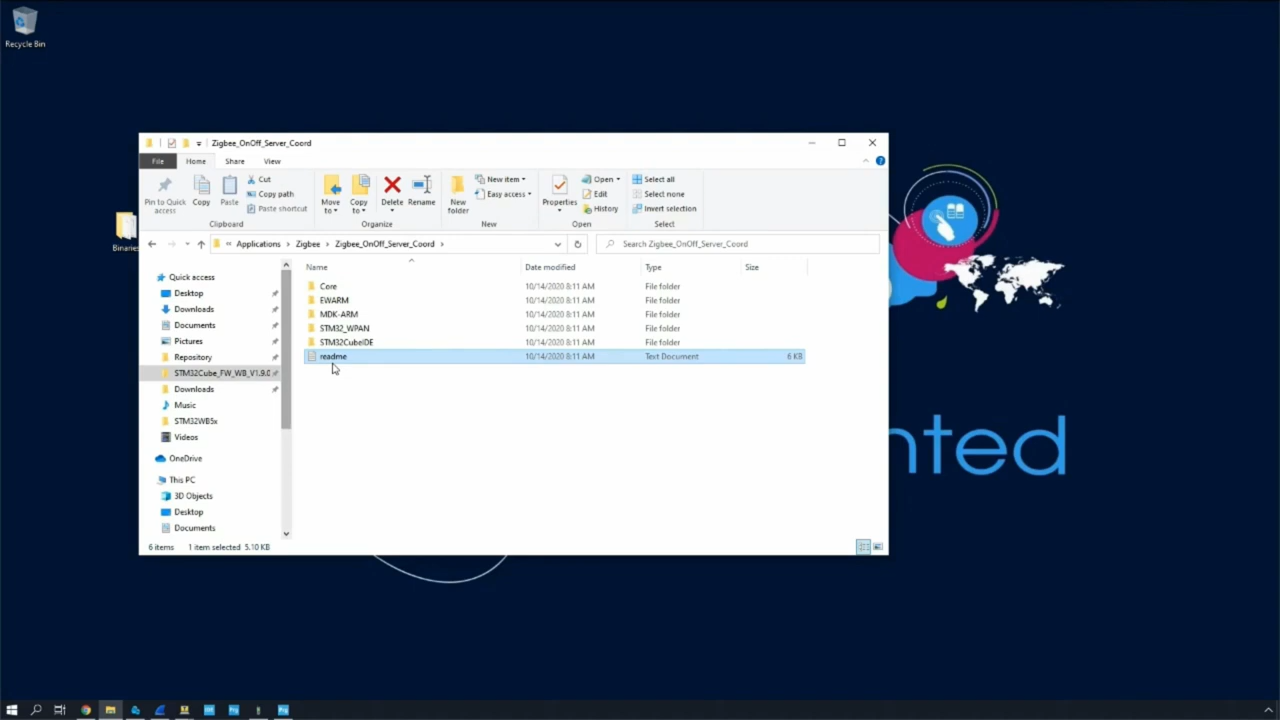 Recycle Bin
Zigbee_OnOff_Server_Coord
File Home Share View
Pin to Quick access
Copy
Paste
Cut
Copy path
Paste shortcut
Clipboard
Move to
Copy to
Delete
Rename
Organize
New folder
New item
Easy access
New
Properties
Open
Edit
History
Open
Select all
Select none
Invert selection
Select
Binaries
« Applications > Zigbee > Zigbee_OnOff_Server_Coord >
Search Zigbee_OnOff_Server_Coord
Quick access
Desktop
Downloads
Documents
Pictures
Repository
STM32Cube_FW_WB_V1.9.0
Downloads
Music
STM32WB5x
Videos
OneDrive
This PC
3D Objects
Desktop
Documents
Name Date modified Type Size
Core 10/14/2020 8:11 AM File folder
EWARM 10/14/2020 8:11 AM File folder
MDK-ARM 10/14/2020 8:11 AM File folder
STM32_WPAN 10/14/2020 8:11 AM File folder
STM32CubeIDE 10/14/2020 8:11 AM File folder
readme 10/14/2020 8:11 AM Text Document 6 KB
6 items 1 item selected 5.10 KB
nted